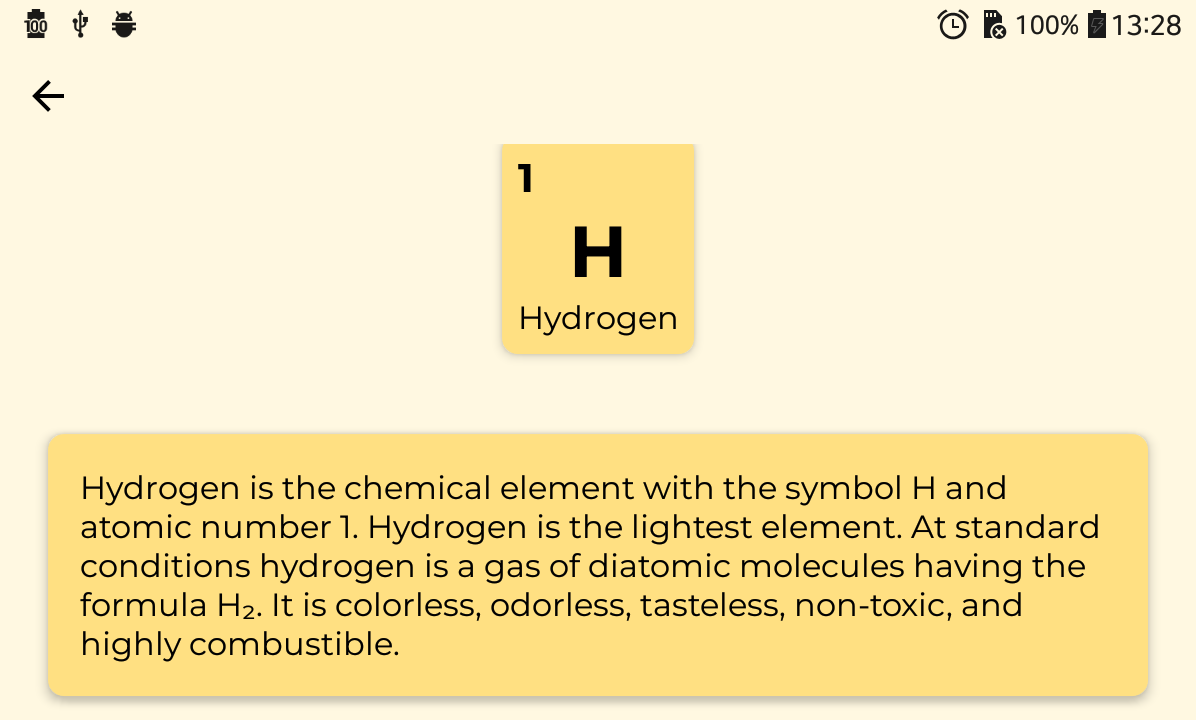 100 100% 13:28
1
H
Hydrogen
Hydrogen is the chemical element with the symbol H and
atomic number 1. Hydrogen is the lightest element. At standard
conditions hydrogen is a gas of diatomic molecules having the
formula H₂. It is colorless, odorless, tasteless, non-toxic, and
highly combustible.